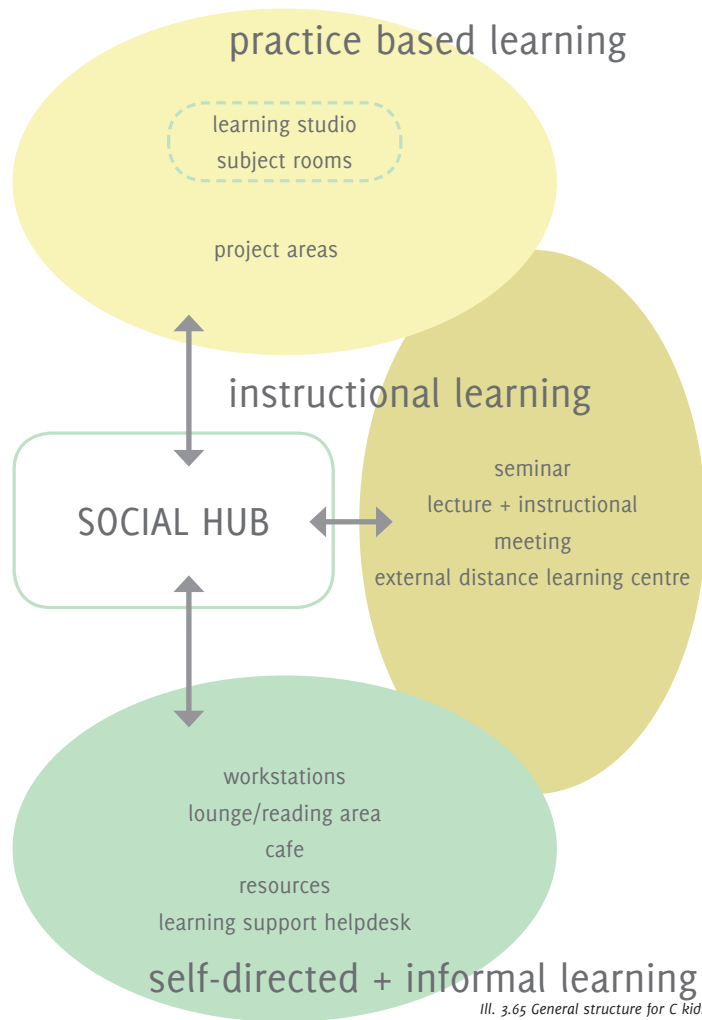 practice based learning
learning studio
subject rooms
project areas
instructional learning
seminar
lecture + instructional
meeting
external distance learning centre
SOCIAL HUB
workstations
lounge/reading area
cafe
resources
learning support helpdesk
self-directed + informal learning
Ill. 3.65 General structure for C kid